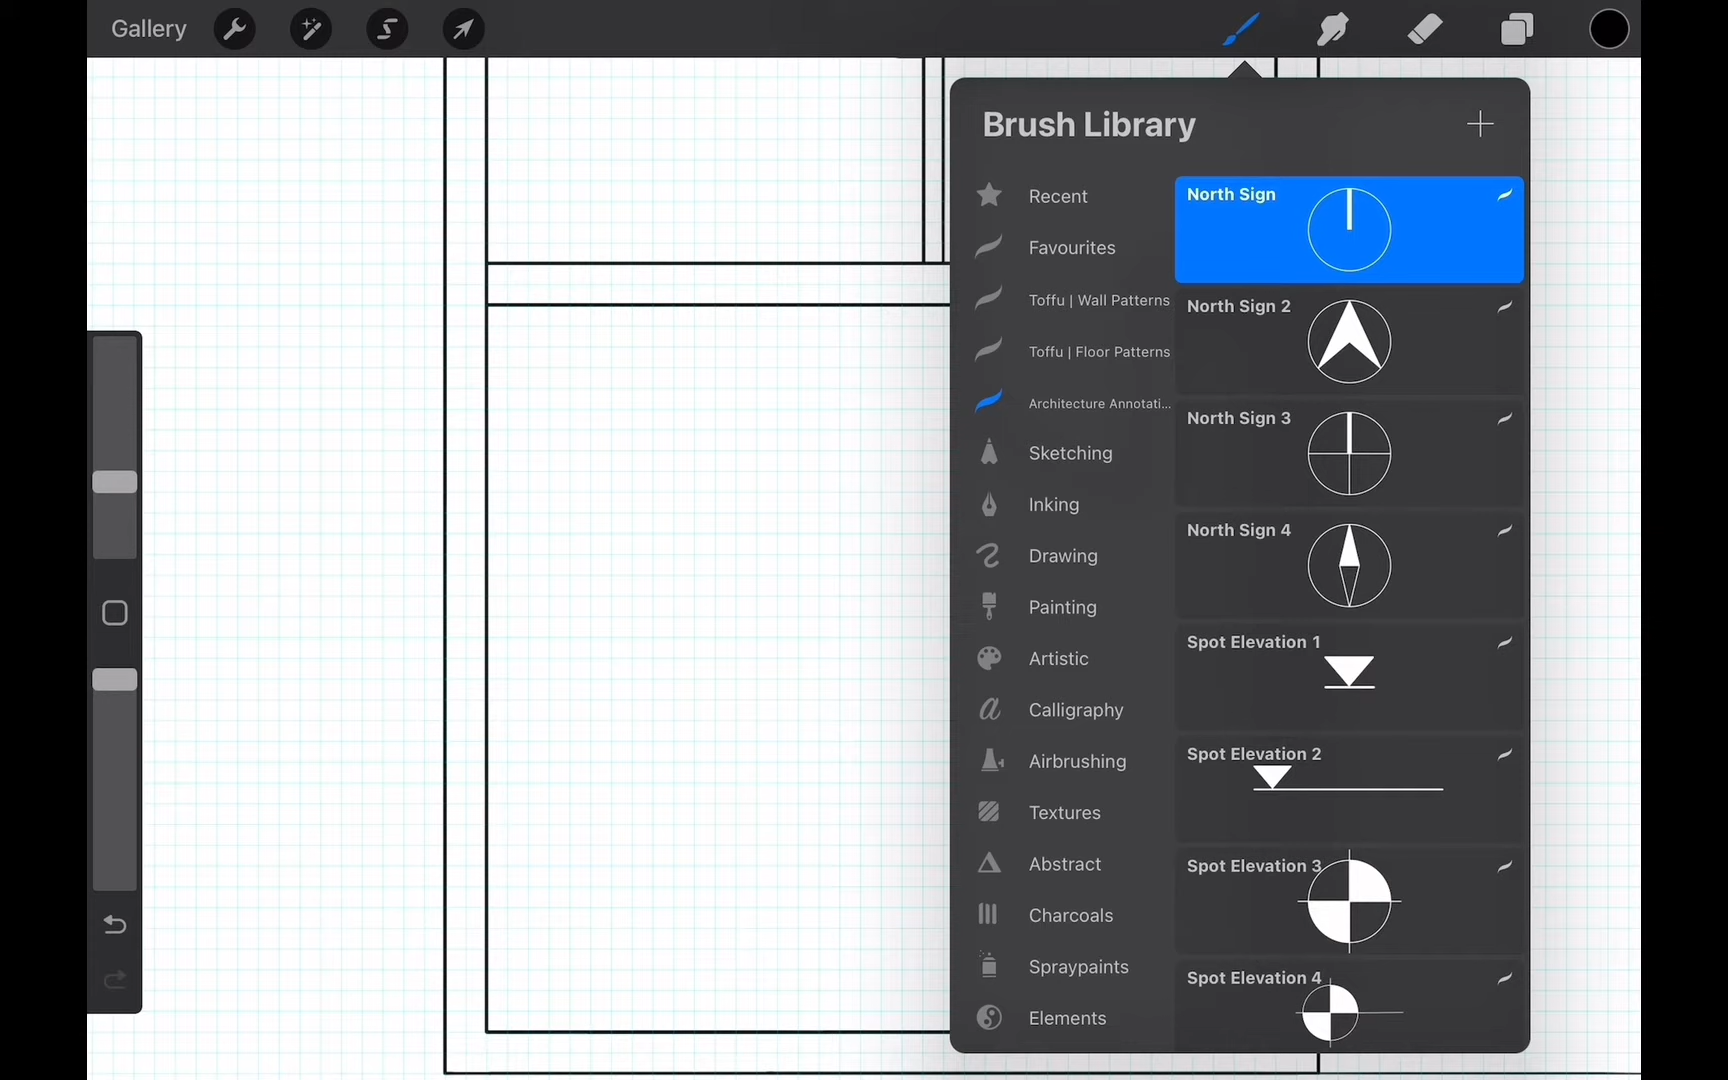 Gallery
Brush Library
Recent
Favourites
Toffu | Wall Patterns
Toffu | Floor Patterns
Architecture Annotati...
Sketching
Inking
Drawing
Painting
Artistic
Calligraphy
Airbrushing
Textures
Abstract
Charcoals
Spraypaints
Elements
North Sign
North Sign 2
North Sign 3
North Sign 4
Spot Elevation 1
Spot Elevation 2
Spot Elevation 3
Spot Elevation 4